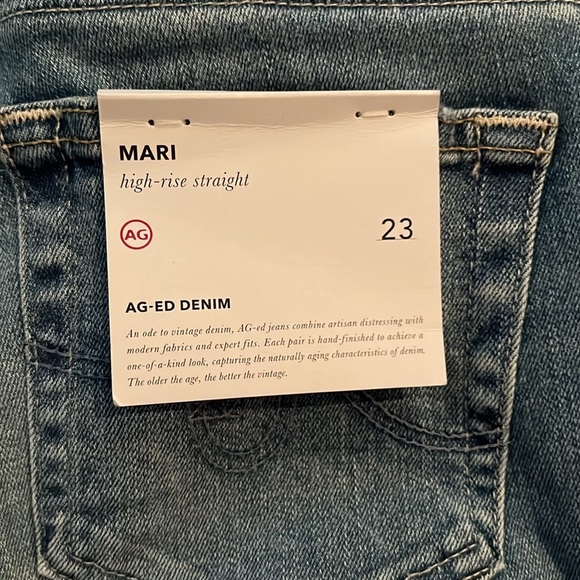 MARI
high-rise straight
AG
23
AG-ED DENIM
An ode to vintage denim, AG-ed jeans combine artisan distressing with
modern fabrics and expert fits. Each pair is hand-finished to achieve a
one-of-a-kind look, capturing the naturally aging characteristics of denim.
The older the age, the better the vintage.